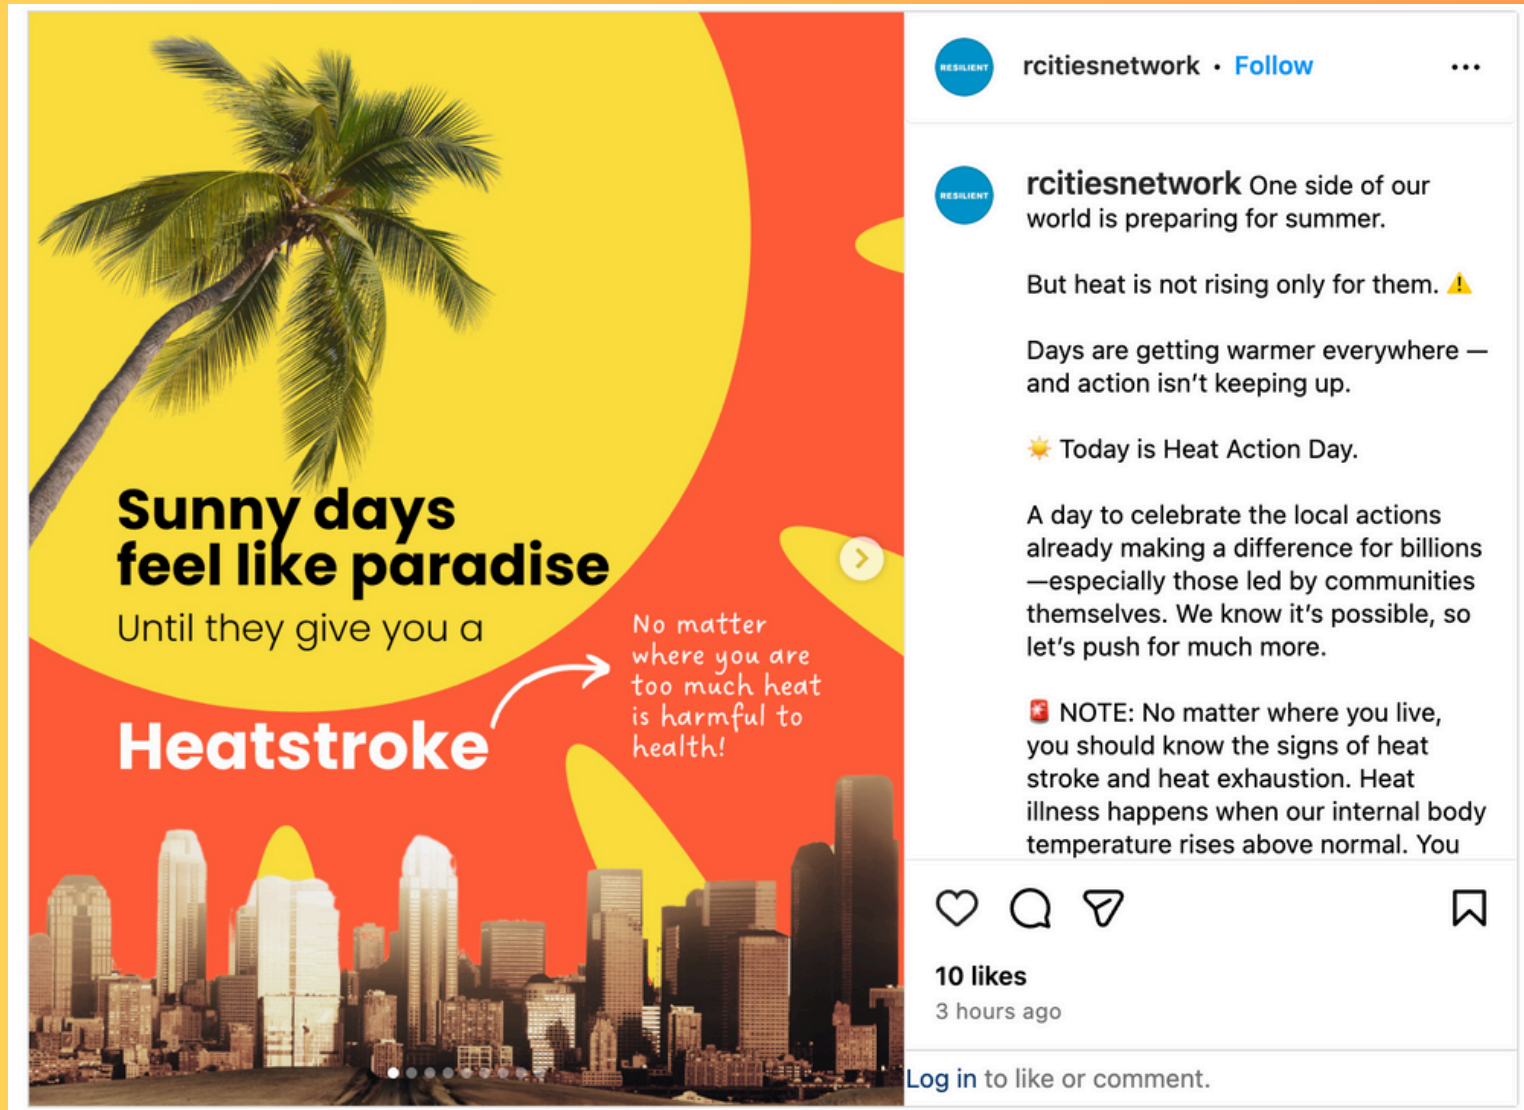 Sunny days
feel like paradise
Until they give you a
Heatstroke
No matter
where you are
too much heat
is harmful to
health!
RESILIENT
rcitiesnetwork • Follow
RESILIENT
rcitiesnetwork One side of our
world is preparing for summer.
But heat is not rising only for them. ⚠️
Days are getting warmer everywhere —
and action isn’t keeping up.
☀️ Today is Heat Action Day.
A day to celebrate the local actions
already making a difference for billions
—especially those led by communities
themselves. We know it’s possible, so
let’s push for much more.
🚨 NOTE: No matter where you live,
you should know the signs of heat
stroke and heat exhaustion. Heat
illness happens when our internal body
temperature rises above normal. You
10 likes
3 hours ago
Log in to like or comment.